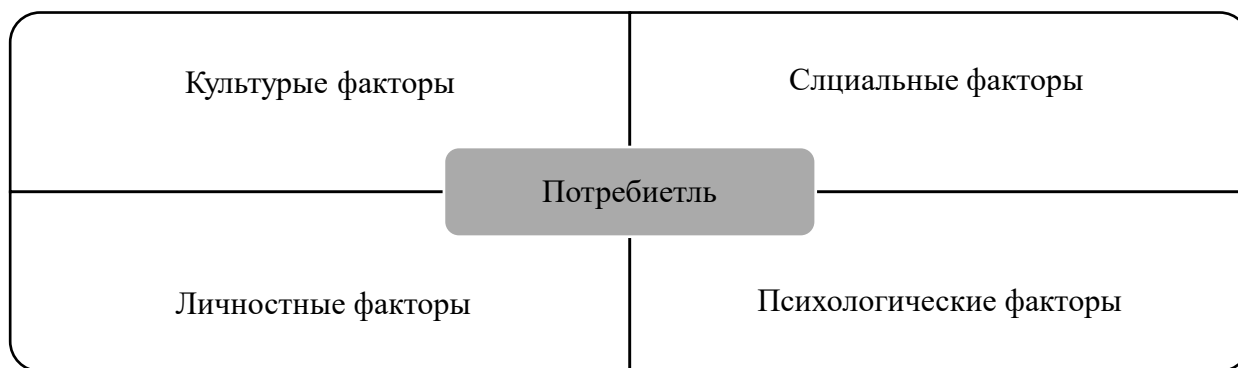 Культурые факторы
Слциальные факторы
Потребиетль
Личностные факторы
Психологические факторы